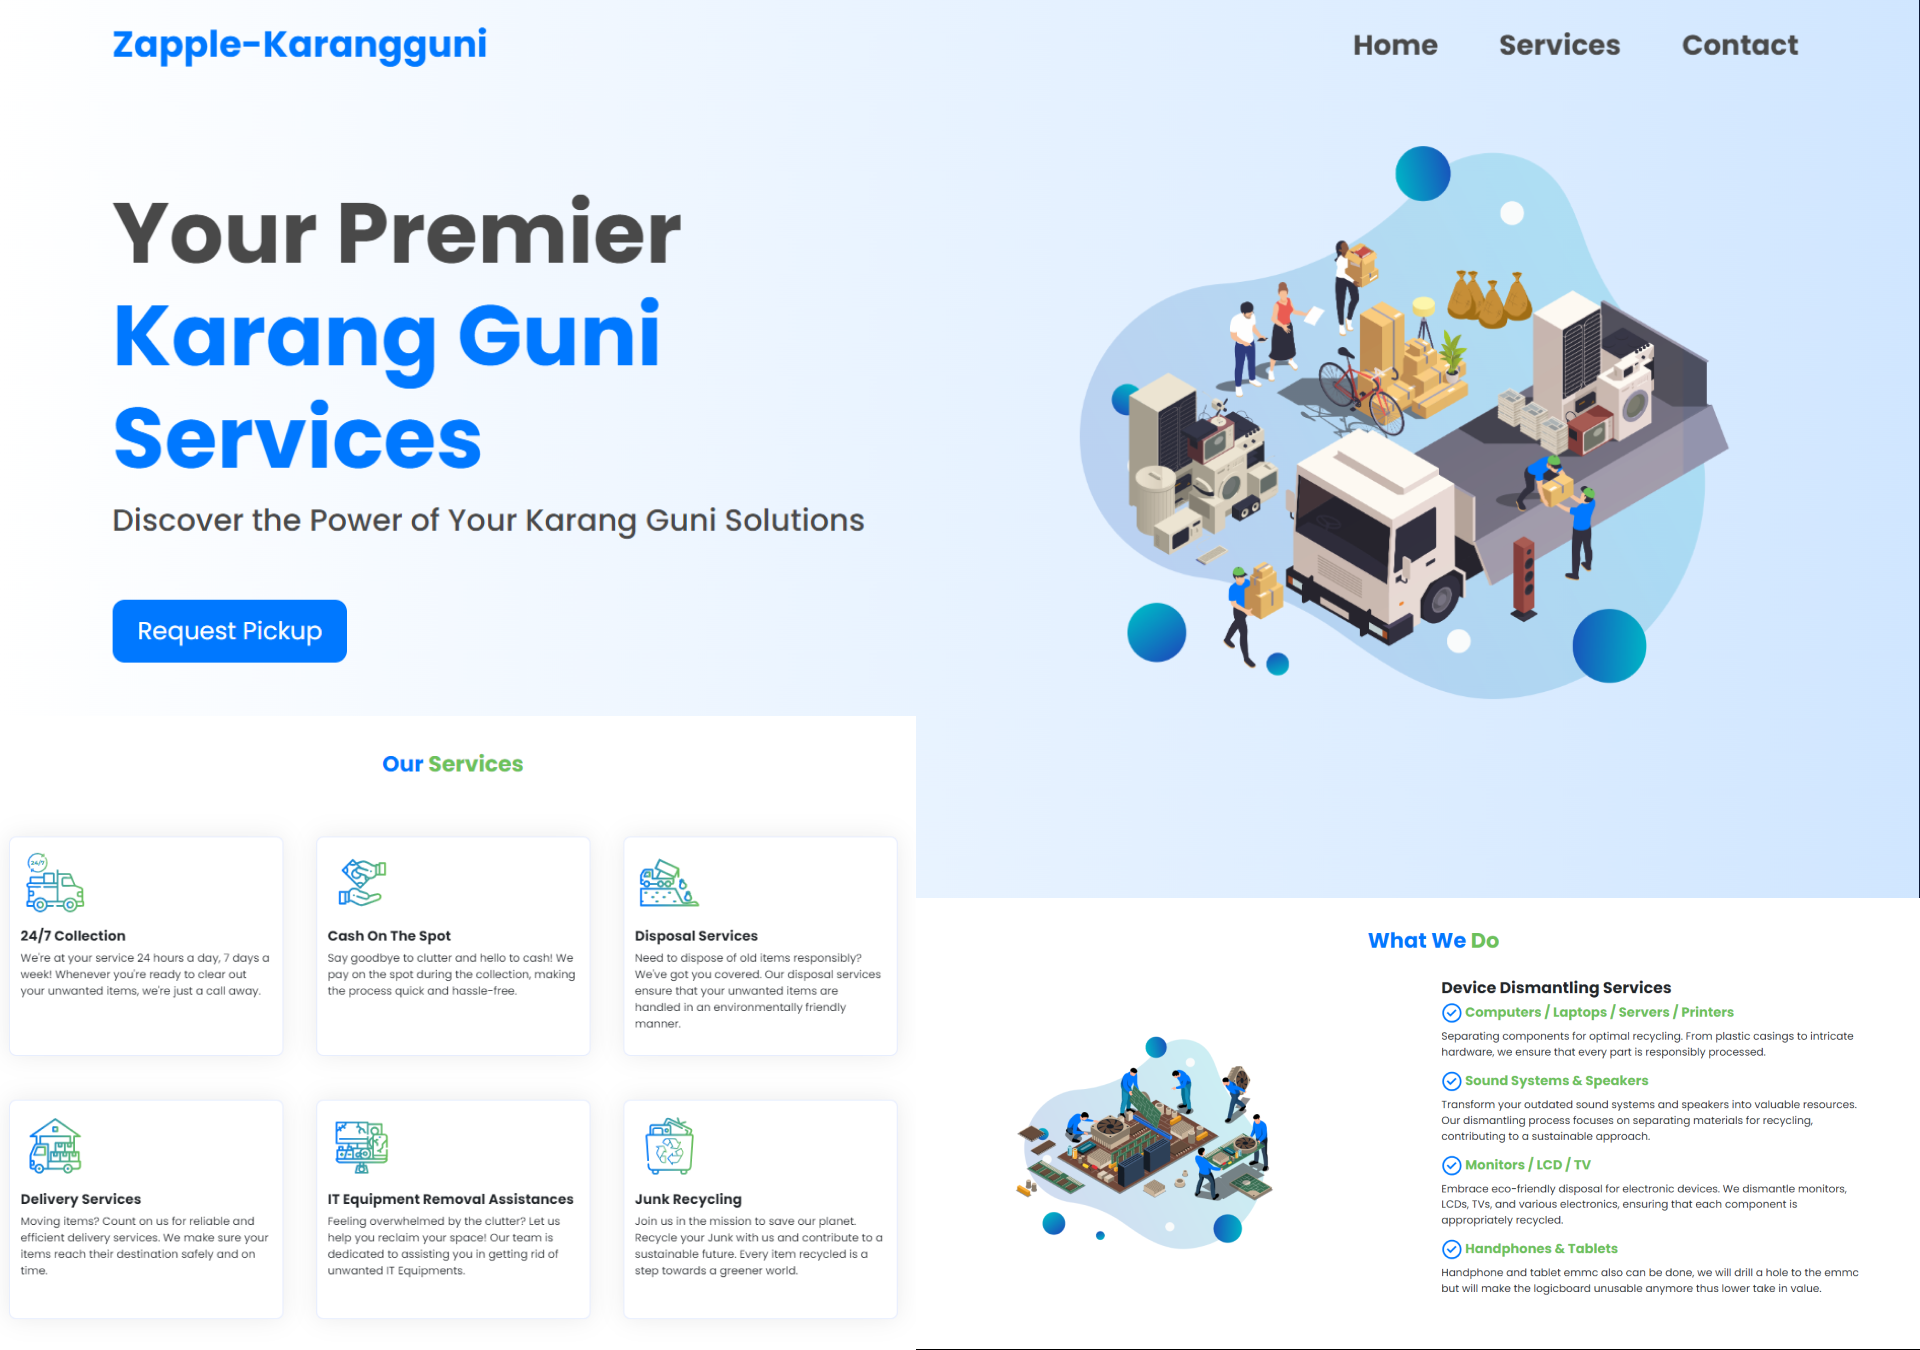 Zapple-Karangguni
Home Services Contact
Your Premier
Karang Guni
Services
Discover the Power of Your Karang Guni Solutions
Request Pickup
Our Services
24/7
24/7 Collection
We're at your service 24 hours a day, 7 days a
week! Whenever you're ready to clear out
your unwanted items, we're just a call away.
Cash On The Spot
Say goodbye to clutter and hello to cash! We
pay on the spot during the collection, making
the process quick and hassle-free.
Disposal Services
Need to dispose of old items responsibly?
We've got you covered. Our disposal services
ensure that your unwanted items are
handled in an environmentally friendly
manner.
Delivery Services
Moving items? Count on us for reliable and
efficient delivery services. We make sure your
items reach their destination safely and on
time.
IT Equipment Removal Assistances
Feeling overwhelmed by the clutter? Let us
help you reclaim your space! Our team is
dedicated to assisting you in getting rid of
unwanted IT Equipments.
Junk Recycling
Join us in the mission to save our planet.
Recycle your Junk with us and contribute to a
sustainable future. Every item recycled is a
step towards a greener world.
What We Do
Device Dismantling Services
Computers / Laptops / Servers / Printers
Separating components for optimal recycling. From plastic casings to intricate
hardware, we ensure that every part is responsibly processed.
Sound Systems & Speakers
Transform your outdated sound systems and speakers into valuable resources.
Our dismantling process focuses on separating materials for recycling,
contributing to a sustainable approach.
Monitors / LCD / TV
Embrace eco-friendly disposal for electronic devices. We dismantle monitors,
LCDs, TVs, and various electronics, ensuring that each component is
appropriately recycled.
Handphones & Tablets
Handphone and tablet emmc also can be done, we will drill a hole to the emmc
but will make the logicboard unusable anymore thus lower take in value.